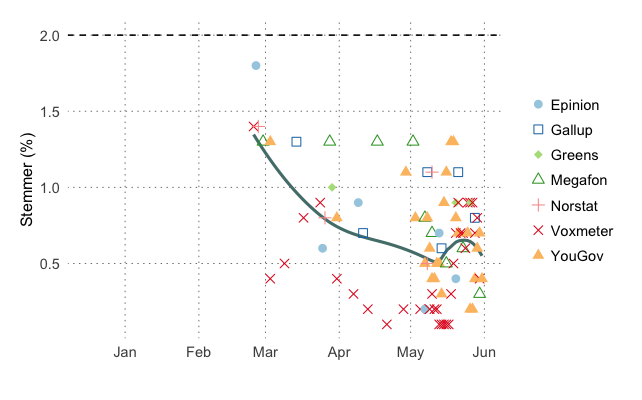 Stemmer (%)
2.0
1.5
1.0
0.5
Jan Feb Mar Apr May Jun
Epinion
Gallup
Greens
Megafon
Norstat
Voxmeter
YouGov